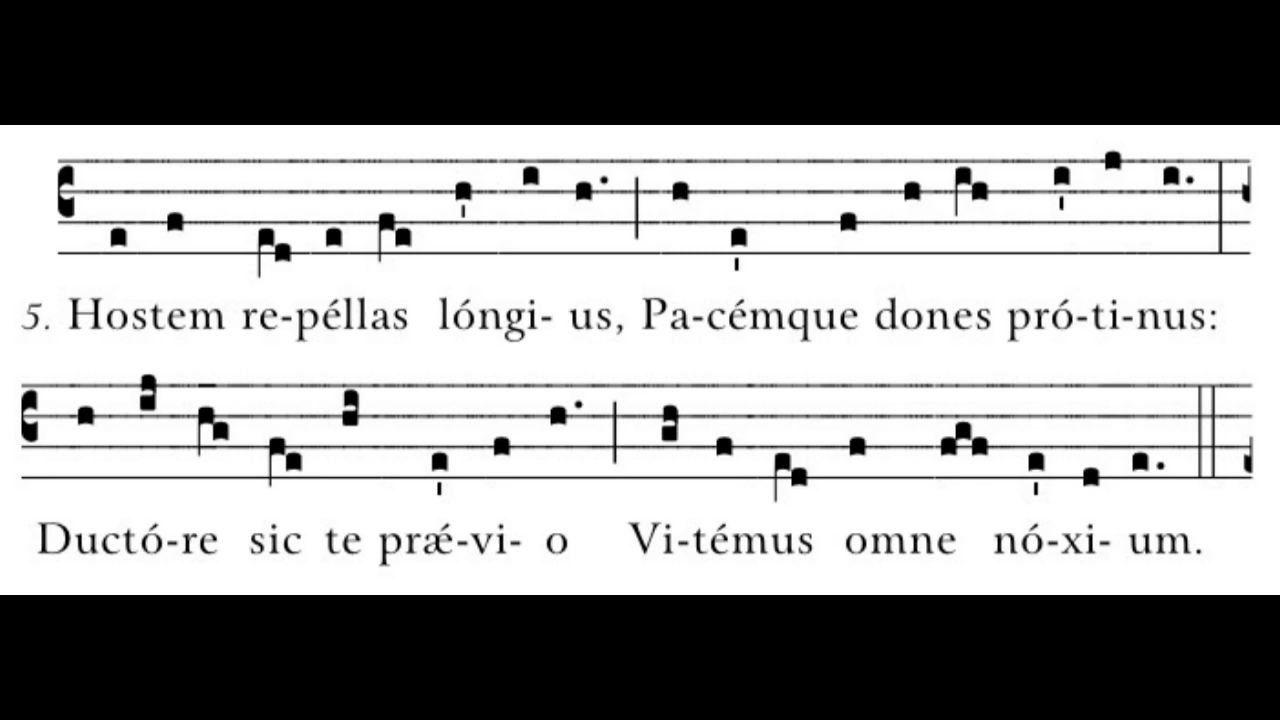 5. Hostem re-péllas lóngi- us, Pa-cémque dones pró-ti-nus:
Ductó-re sic te prǽ-vi- o Vi-témus omne nó-xi- um.